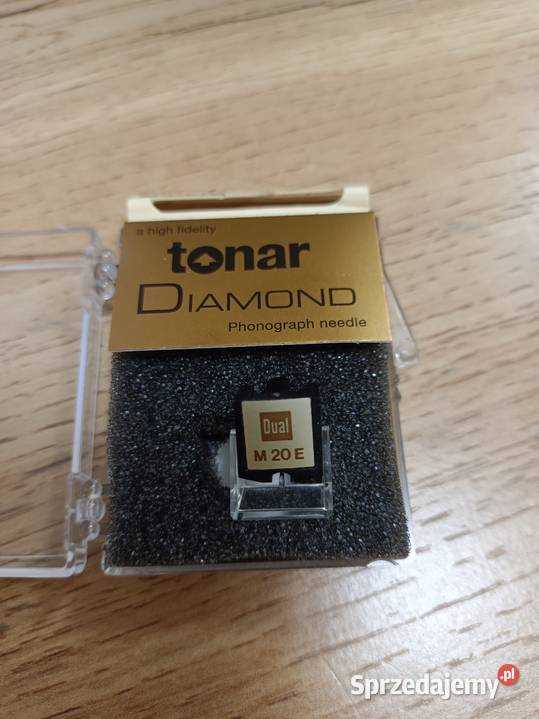 a high fidelity
tonar
DIAMOND
Phonograph needle
Dual
M 20 E
Sprzedajemy.pl